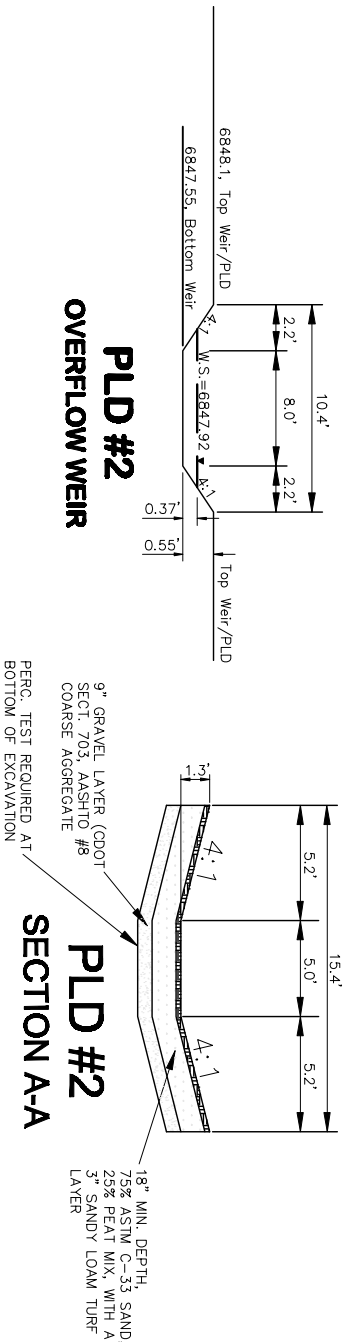 10.4'
2.2'
8.0'
2.2'
6848.1, Top Weir/PLD
Top Weir/PLD
4:1
W.S.=6847.92
4:1
6847.55, Bottom Weir
0.37'
0.55'
PLD #2
OVERFLOW WEIR
15.4'
5.2'
5.0'
5.2'
1.3'
4:1
4:1
9" GRAVEL LAYER (CDOT
SECT. 703, AASHTO #8
COARSE AGGREGATE
PERC. TEST REQUIRED AT
BOTTOM OF EXCAVATION
18" MIN. DEPTH,
75% ASTM C-33 SAND,
25% PEAT MIX, WITH A
3" SANDY LOAM TURF
LAYER
PLD #2
SECTION A-A